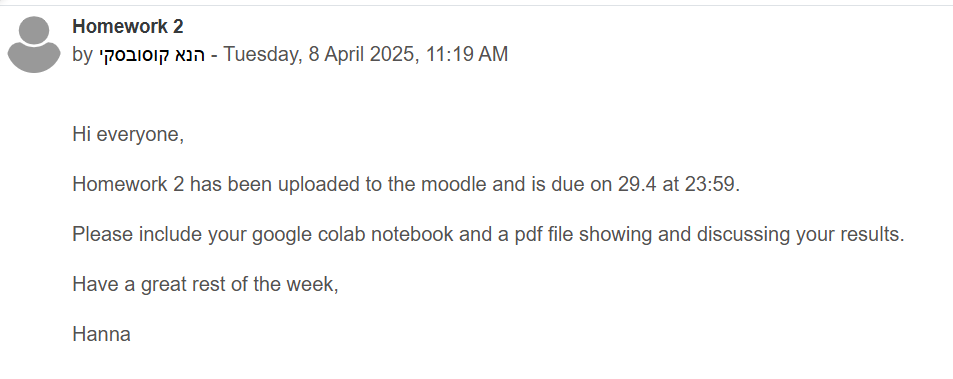 Homework 2
by הנא קוסובסקי - Tuesday, 8 April 2025, 11:19 AM
Hi everyone,
Homework 2 has been uploaded to the moodle and is due on 29.4 at 23:59.
Please include your google colab notebook and a pdf file showing and discussing your results.
Have a great rest of the week,
Hanna